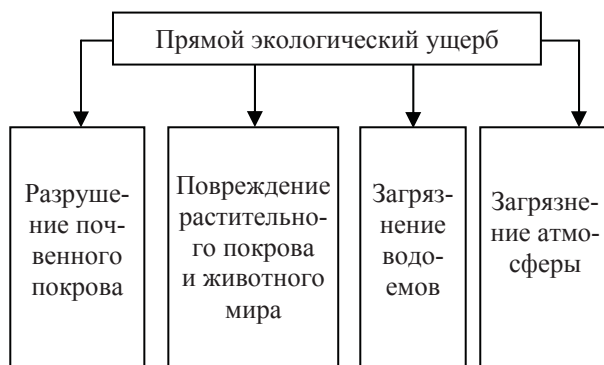 Прямой экологический ущерб
Разруше-
ние поч-
венного
покрова
Повреждение
растительно-
го покрова
и животного
мира
Загряз-
нение
водо-
емов
Загрязне-
ние атмо-
сферы